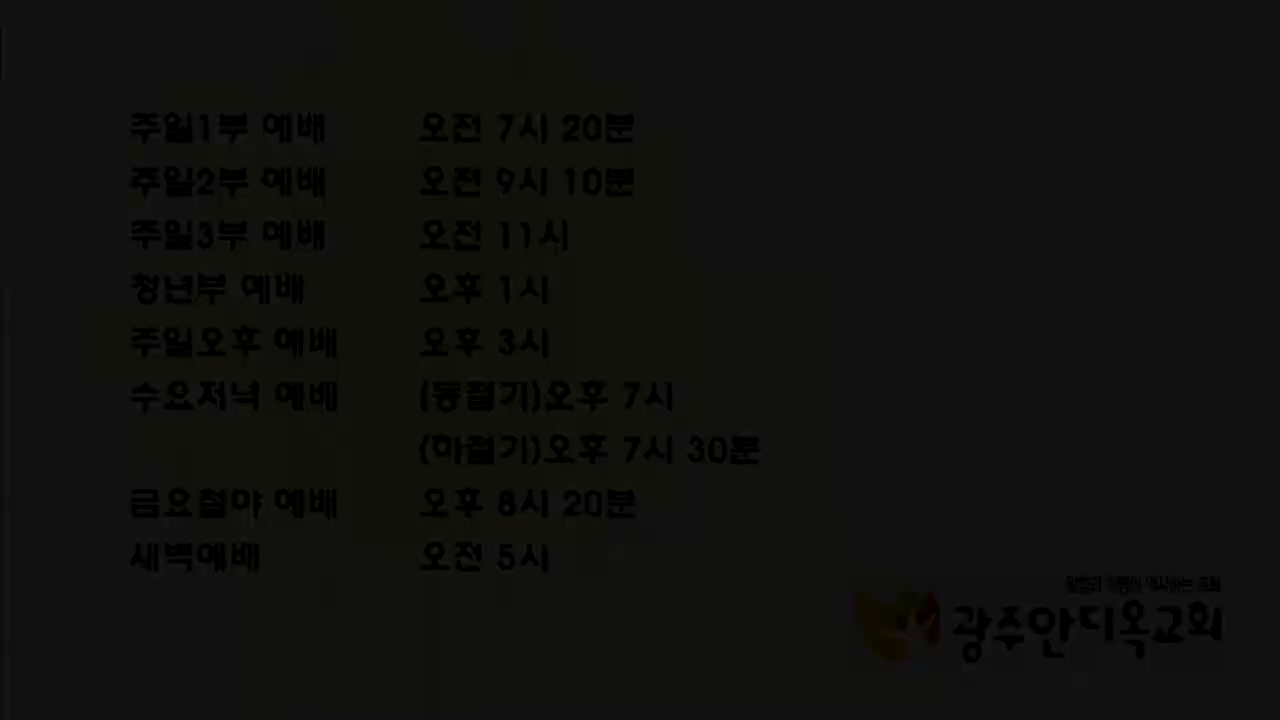 주일1부 예배 오전 7시 20분
주일2부 예배 오전 9시 10분
주일3부 예배 오전 11시
청년부 예배 오후 1시
주일오후 예배 오후 3시
수요저녁 예배 (동절기)오후 7시
(하절기)오후 7시 30분
금요철야 예배 오후 8시 20분
새벽예배 오전 5시
광주안디옥교회